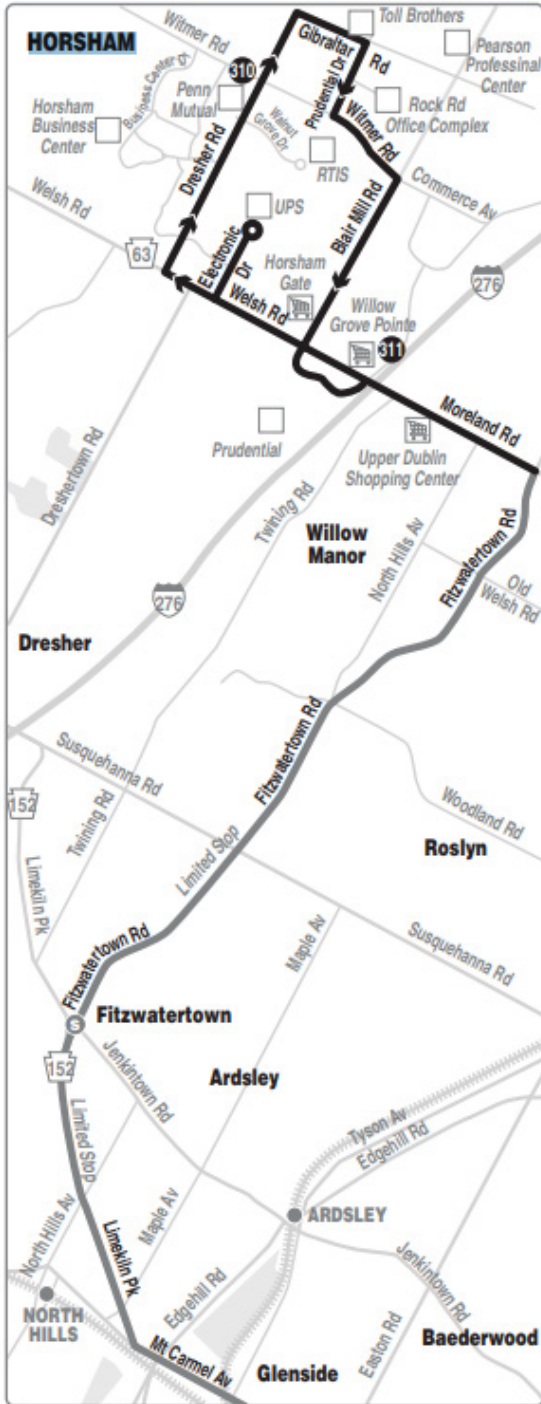 HORSHAM
Witmer Rd
Toll Brothers
Gibraltar
Rd
Pearson
Professinal
Center
310
Business Center Dr
Penn
Mutual
Prudential Dr
Rock Rd
Office Complex
Horsham
Business
Center
Walnut
Grove Dr
Witmer Rd
RTIS
Dresher Rd
Commerce Av
Welsh Rd
UPS
Blair Mill Rd
63
Electronic
Dr
Horsham
Gate
Welsh Rd
276
Willow
Grove Pointe
311
Moreland Rd
Prudential
Upper Dublin
Shopping Center
Dreshertown Rd
Twining Rd
Willow
Manor
North Hills Av
Fitzwatertown Rd
Old
Welsh Rd
276
Dresher
Fitzwatertown Rd
Susquehanna Rd
152
Twining Rd
Woodland Rd
Limited Stop
Roslyn
Limekiln Pk
Maple Av
Susquehanna Rd
Fitzwatertown Rd
S
Fitzwatertown
152
Jenkintown Rd
Ardsley
Limited Stop
Tyson Av
Edgehill Rd
North Hills Av
Maple Av
ARDSLEY
Limekiln Pk
Jenkintown Rd
NORTH
HILLS
Edgehill Rd
Easton Rd
Baederwood
Mt Carmel Av
Glenside